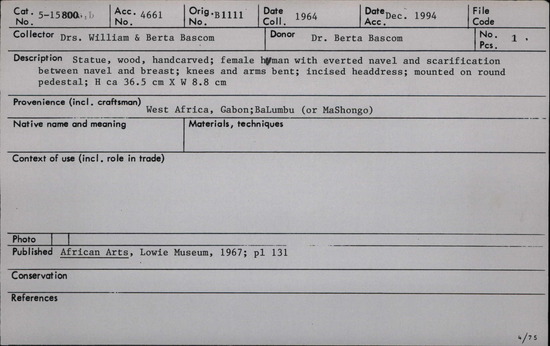 Cat. No. 5-15800a,b Acc. No. 4661 Orig. No. B1111 Date Coll. 1964 Date Acc. Dec. 1994 File Code
Collector Drs. William & Berta Bascom Donor Dr. Berta Bascom No. Pcs. 1 .
Description Statue, wood, handcarved; female human with everted navel and scarification
between navel and breast; knees and arms bent; incised headdress; mounted on round
pedestal; H ca 36.5 cm X W 8.8 cm
Provenience (incl. craftsman) West Africa, Gabon;BaLumbu (or MaShongo)
Native name and meaning Materials, techniques
Context of use (incl. role in trade)
Photo
Published African Arts, Lowie Museum, 1967; pl 131
Conservation
References
4/75